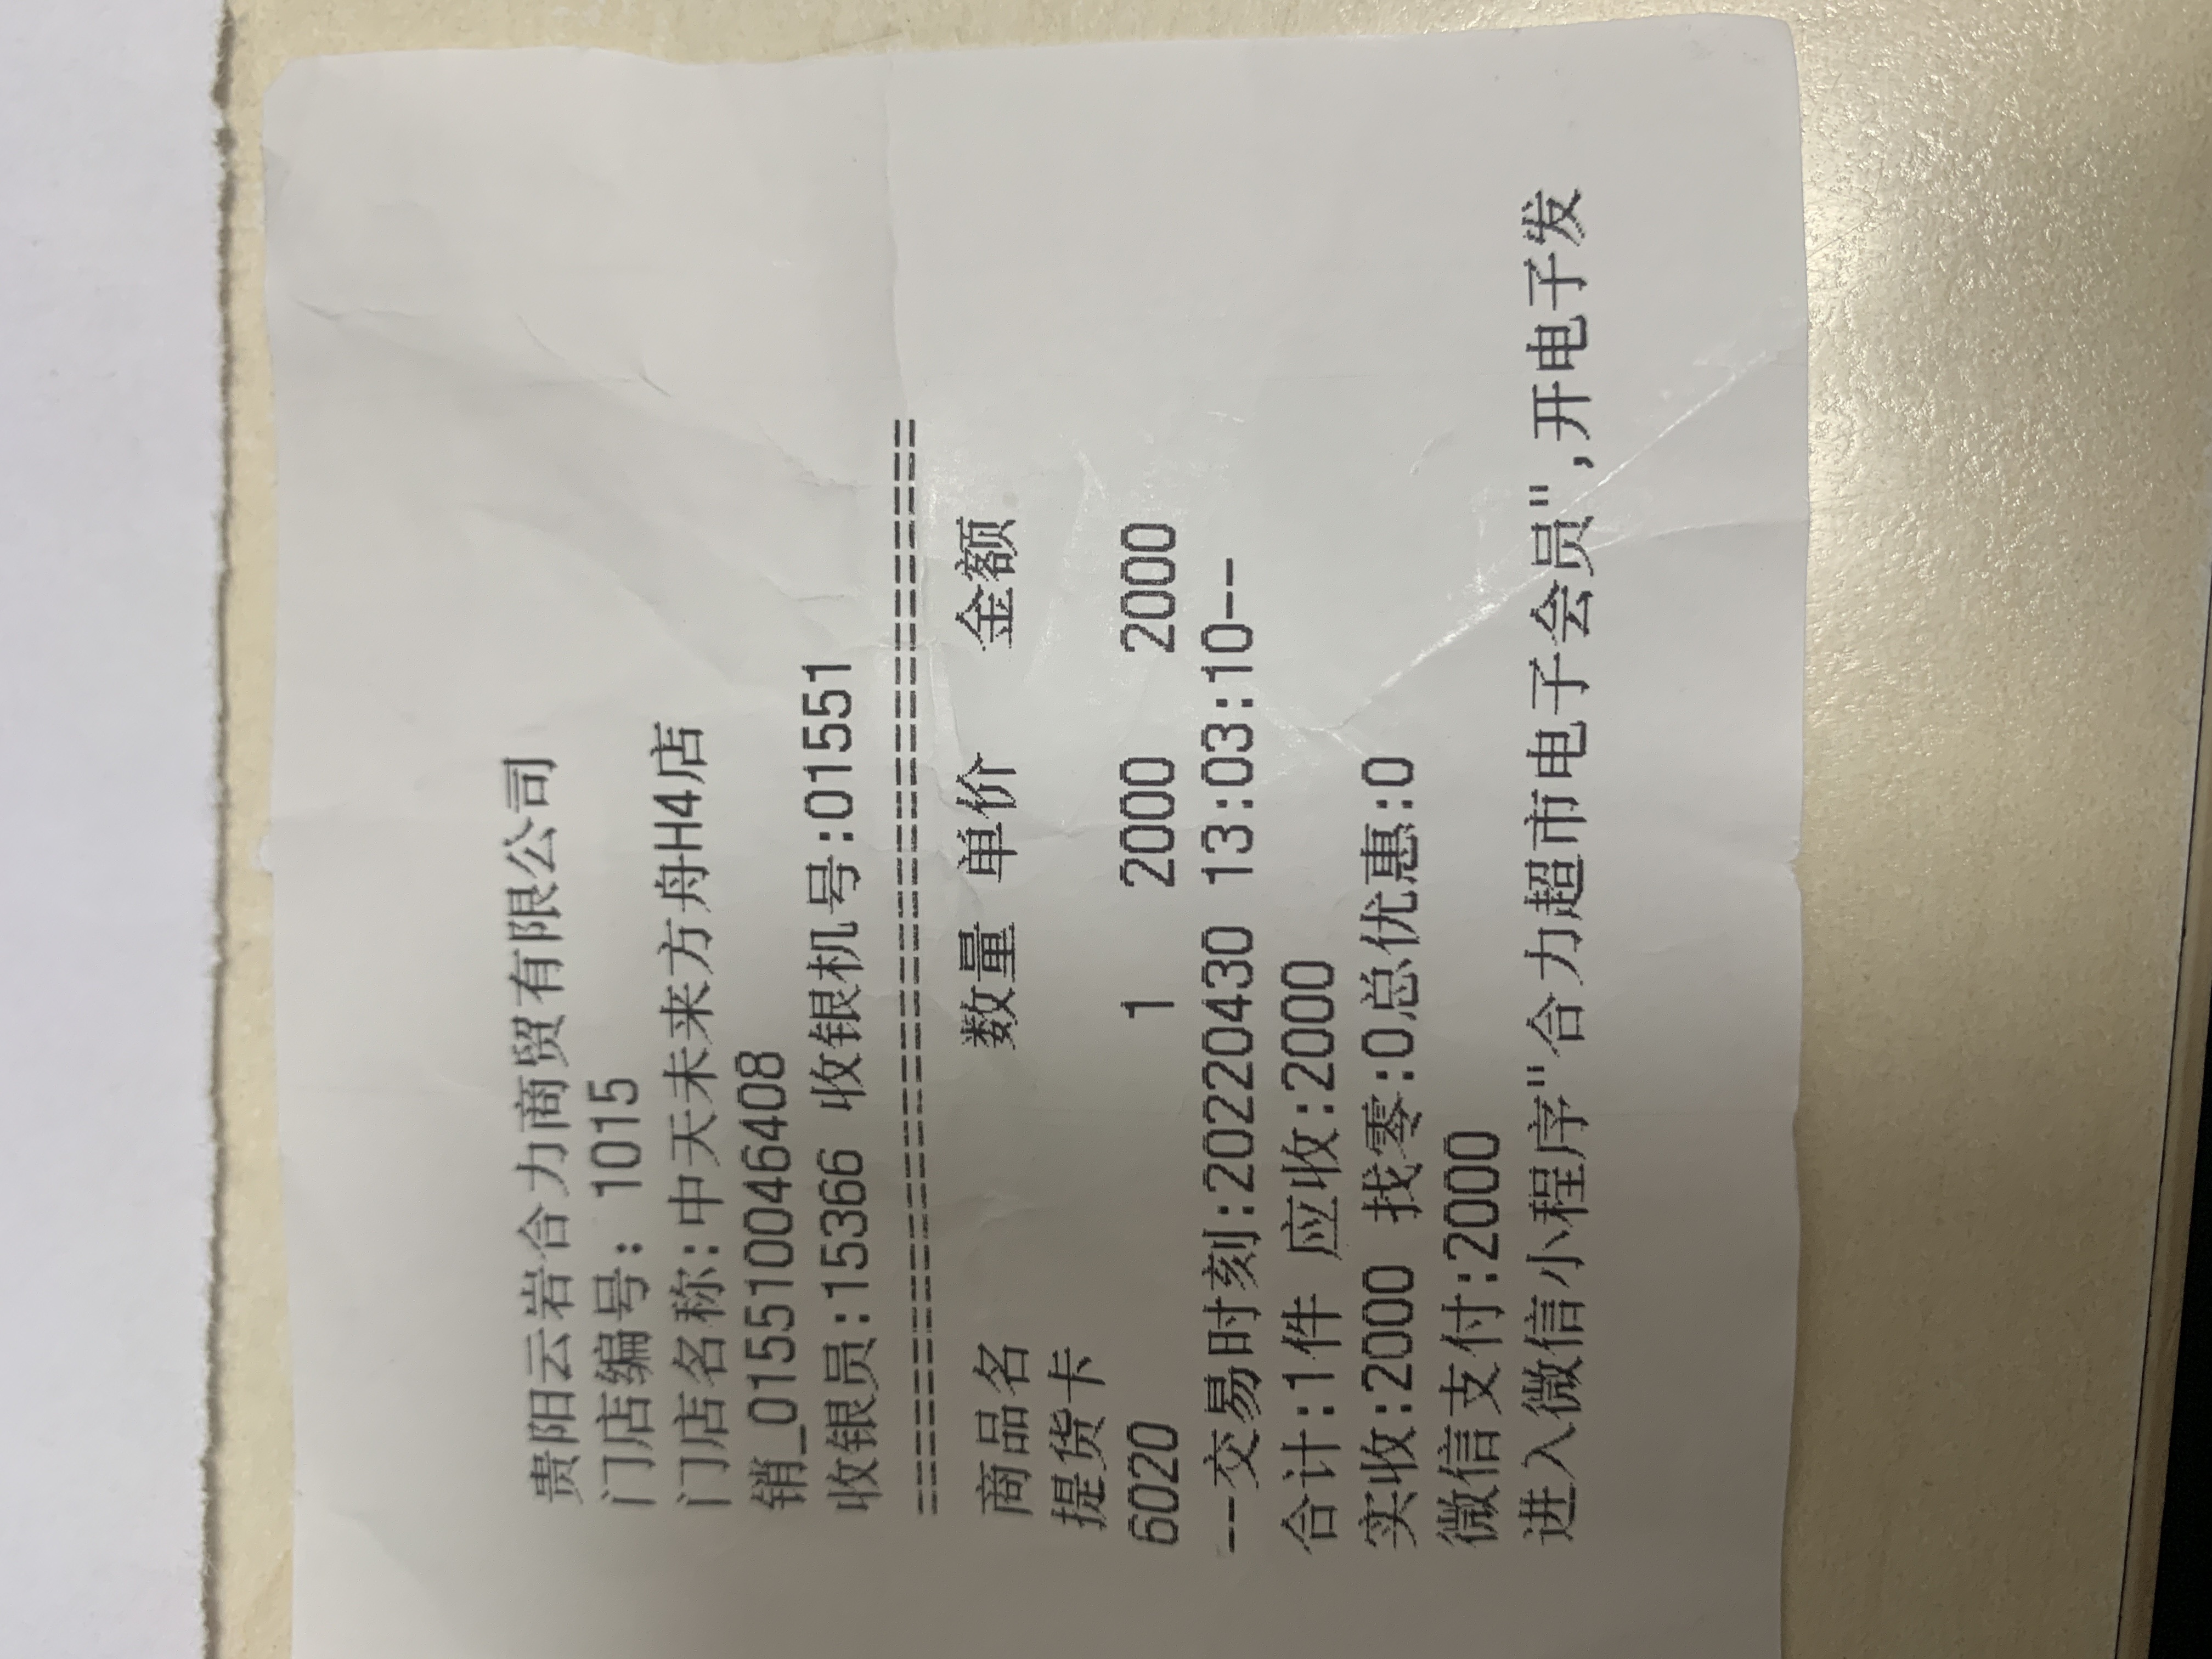 贵阳云岩合力商贸有限公司
门店编号: 1015
门店名称:中天未来方舟H4店
销_015510046408
收银员:15366 收银机号:01551
========================================
商品名 数量 单价 金额
提货卡
6020 1 2000 2000
--交易时刻:20220430 13:03:10--
合计:1件 应收:2000
实收:2000 找零:0总优惠:0
微信支付:2000
进入微信小程序"合力超市电子会员",开电子发